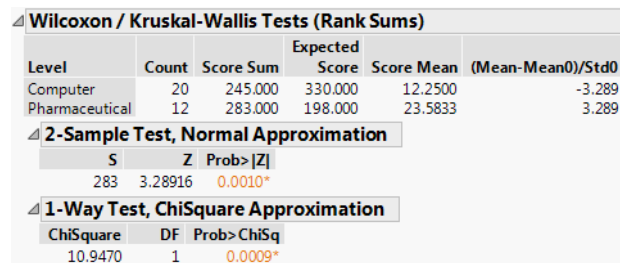 Wilcoxon / Kruskal-Wallis Tests (Rank Sums)
Expected
Level Count Score Sum Score Score Mean (Mean-Mean0)/Std0
Computer 20 245.000 330.000 12.2500 -3.289
Pharmaceutical 12 283.000 198.000 23.5833 3.289
2-Sample Test, Normal Approximation
S Z Prob>|Z|
283 3.28916 0.0010*
1-Way Test, ChiSquare Approximation
ChiSquare DF Prob>ChiSq
10.9470 1 0.0009*